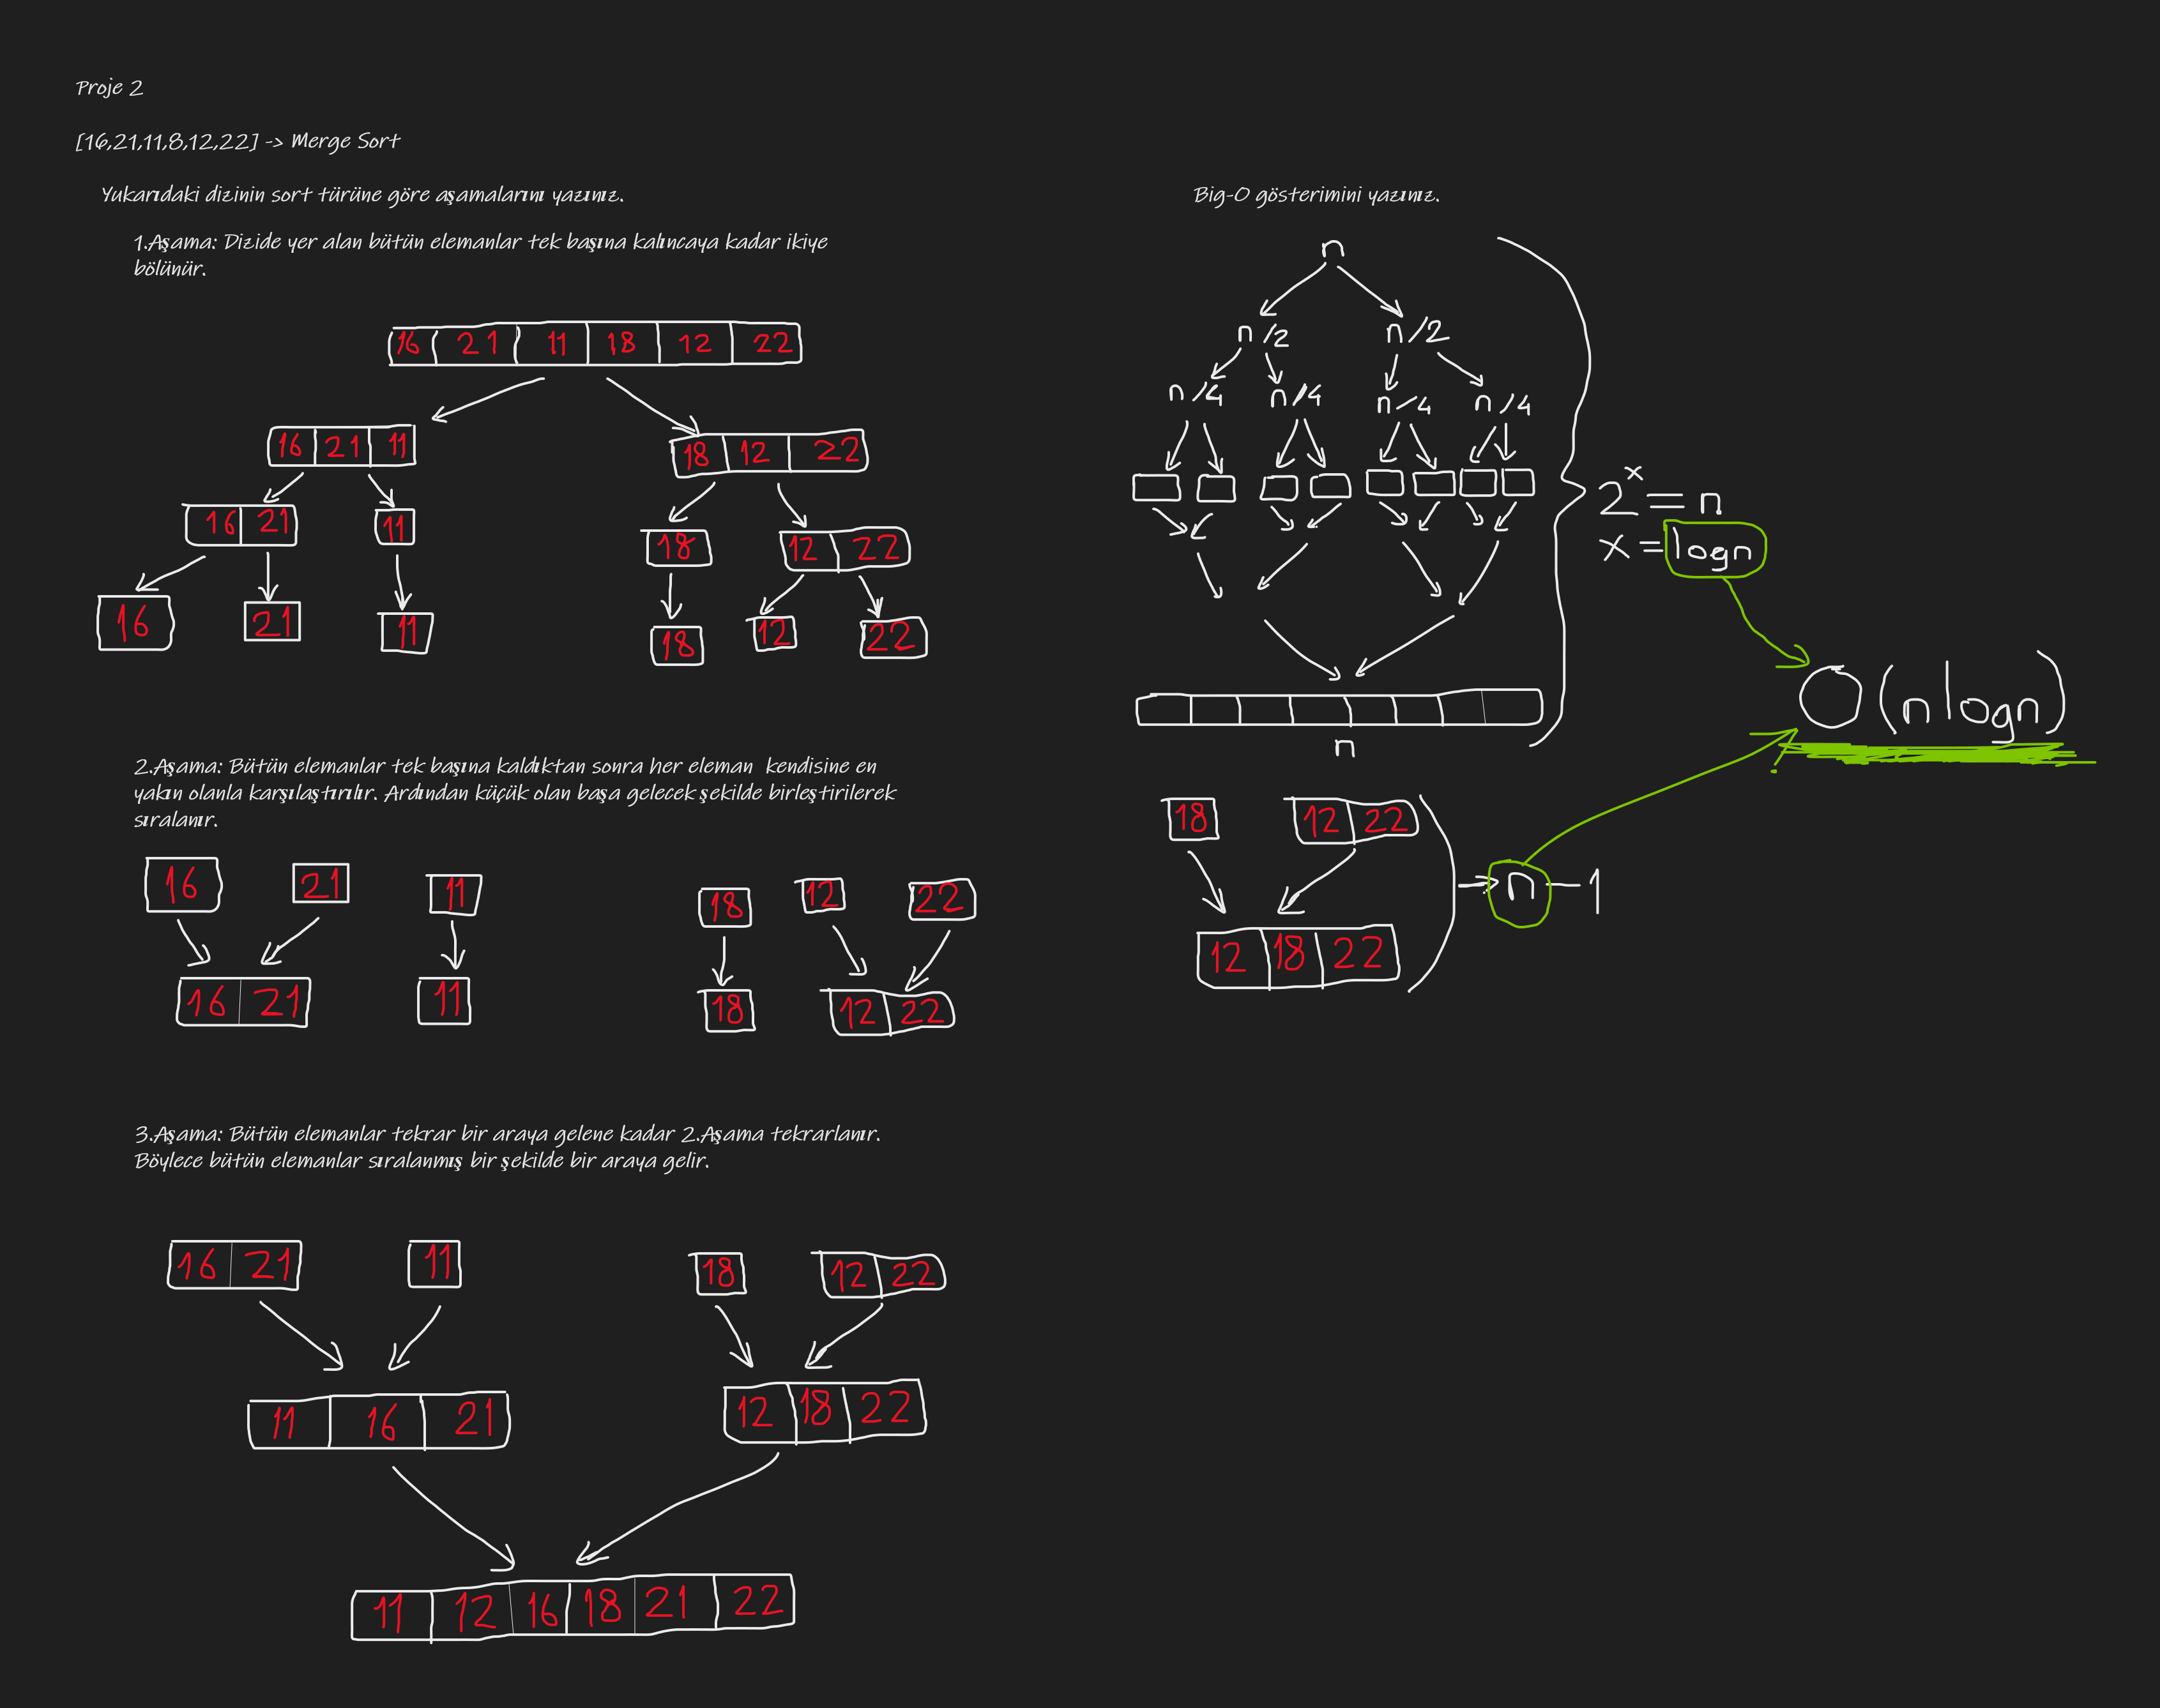 Proje 2
[16,21,11,8,12,22] -> Merge Sort
Yukarıdaki dizinin sort türüne göre aşamalarını yazınız.
1.Aşama: Dizide yer alan bütün elemanlar tek başına kalıncaya kadar ikiye
bölünür.
16 21 11 18 12 22
16 21 11 18 12 22
16 21 11 18 12 22
16 21 11 18 12 22
2.Aşama: Bütün elemanlar tek başına kaldıktan sonra her eleman kendisine en
yakın olanla karşılaştırılır. Ardından küçük olan başa gelecek şekilde birleştirilerek
sıralanır.
16 21 11 18 12 22
16 21 11 18 12 22
3.Aşama: Bütün elemanlar tekrar bir araya gelene kadar 2.Aşama tekrarlanır.
Böylece bütün elemanlar sıralanmış bir şekilde bir araya gelir.
16 21 11 18 12 22
11 16 21 12 18 22
11 12 16 18 21 22
Big-O gösterimini yazınız.
n
n/2 n/2
n/4 n/4 n/4 n/4
n
2^x = n
x = logn
O(nlogn)
18 12 22
12 18 22
n-1